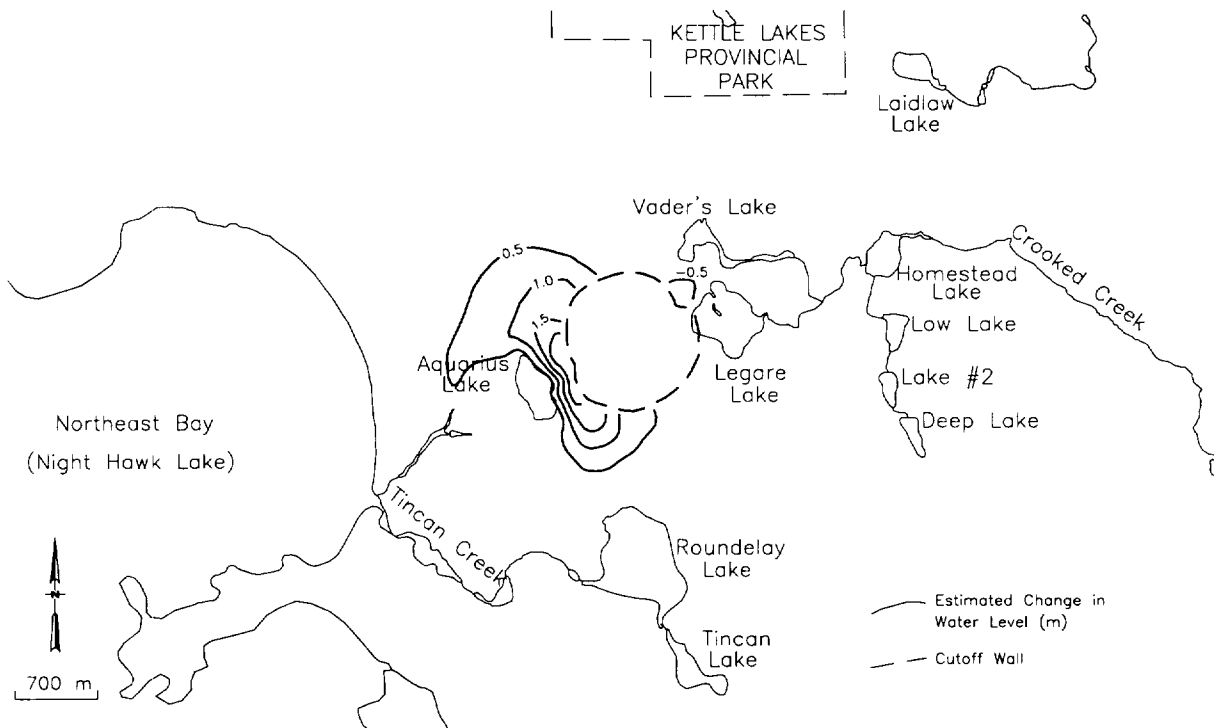 KETTLE LAKES
PROVINCIAL
PARK
Laidlaw
Lake
Vader's Lake
0.5
-0.5
1.0
1.5
Crooked Creek
Homestead
Lake
Low Lake
Aquarius
Lake
Legare
Lake
Lake #2
Deep Lake
Northeast Bay
(Night Hawk Lake)
Tincan Creek
Roundelay
Lake
N
Estimated Change in
Water Level (m)
Tincan
Lake
Cutoff Wall
700 m